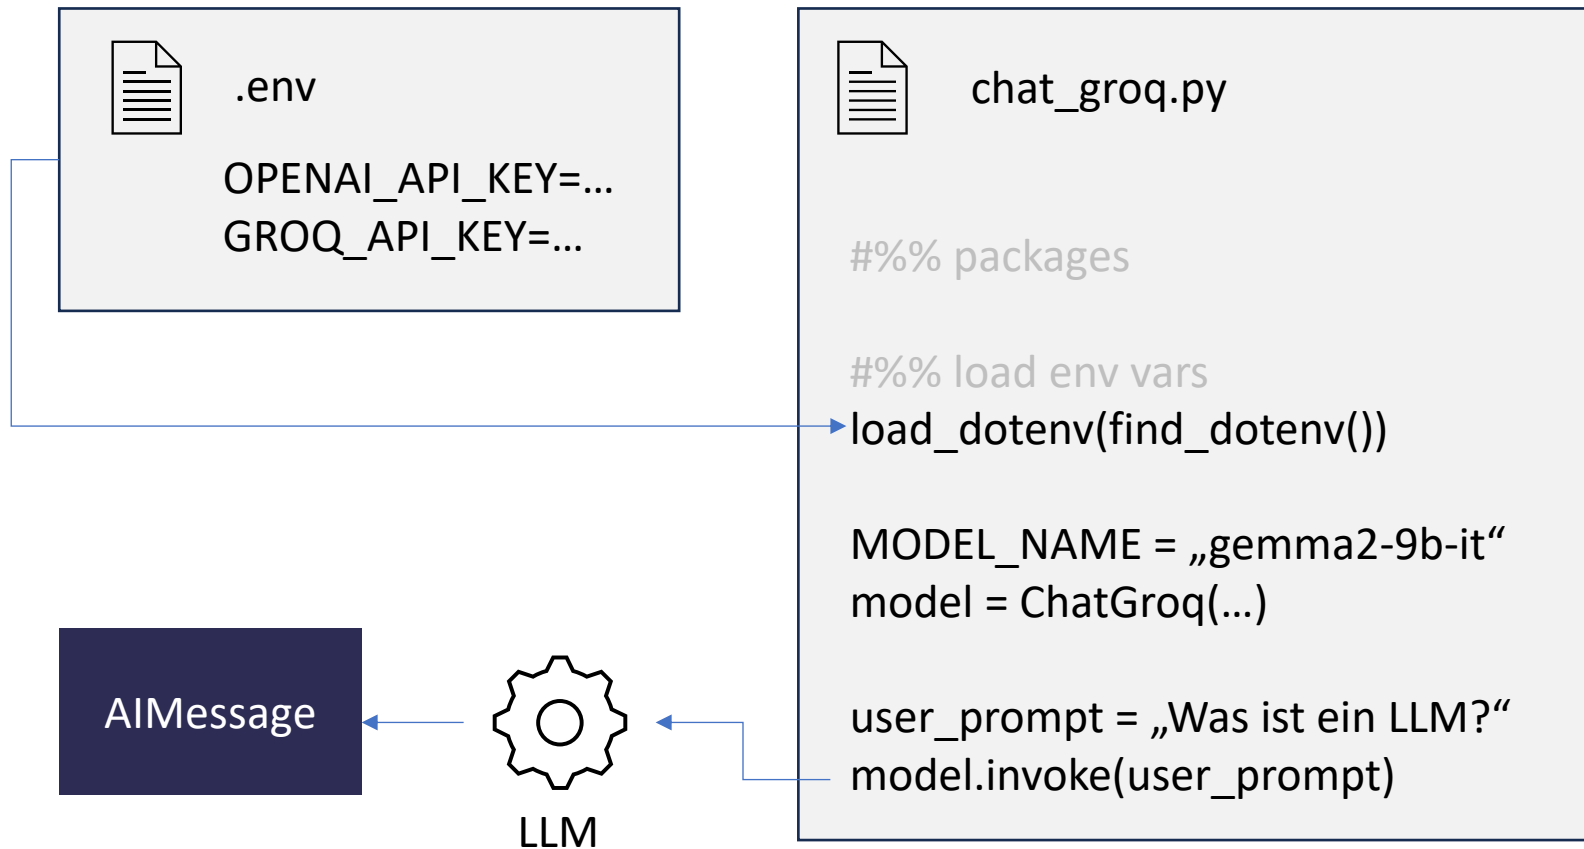 .env
OPENAI_API_KEY=…
GROQ_API_KEY=…
chat_groq.py
#%% packages
#%% load env vars
load_dotenv(find_dotenv())
MODEL_NAME = „gemma2-9b-it“
model = ChatGroq(…)
user_prompt = „Was ist ein LLM?“
model.invoke(user_prompt)
AIMessage
LLM